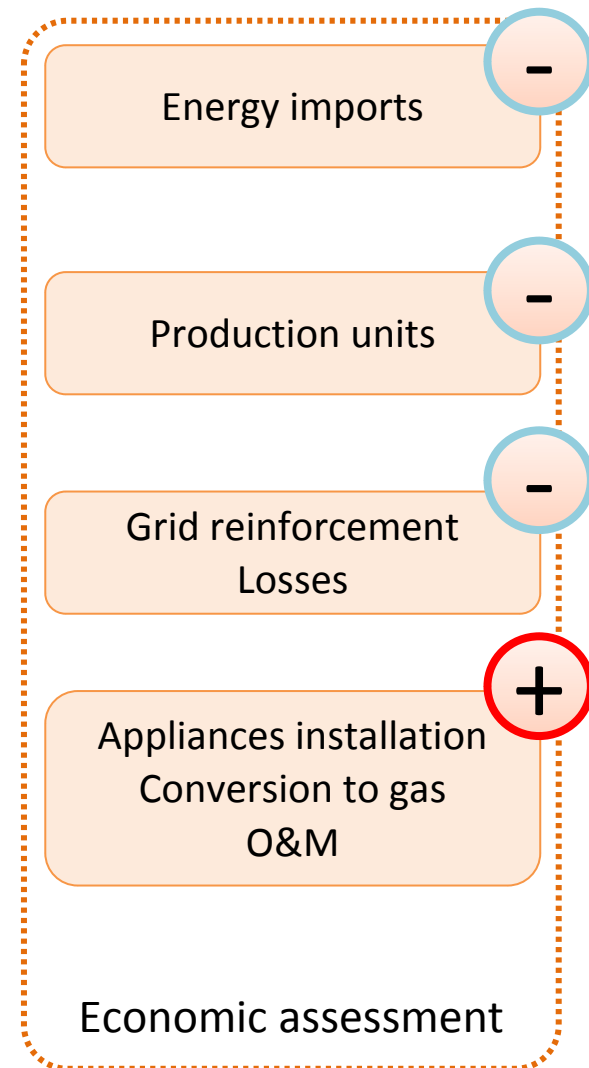 -
Energy imports
-
Production units
-
Grid reinforcement
Losses
+
Appliances installation
Conversion to gas
O&M
Economic assessment